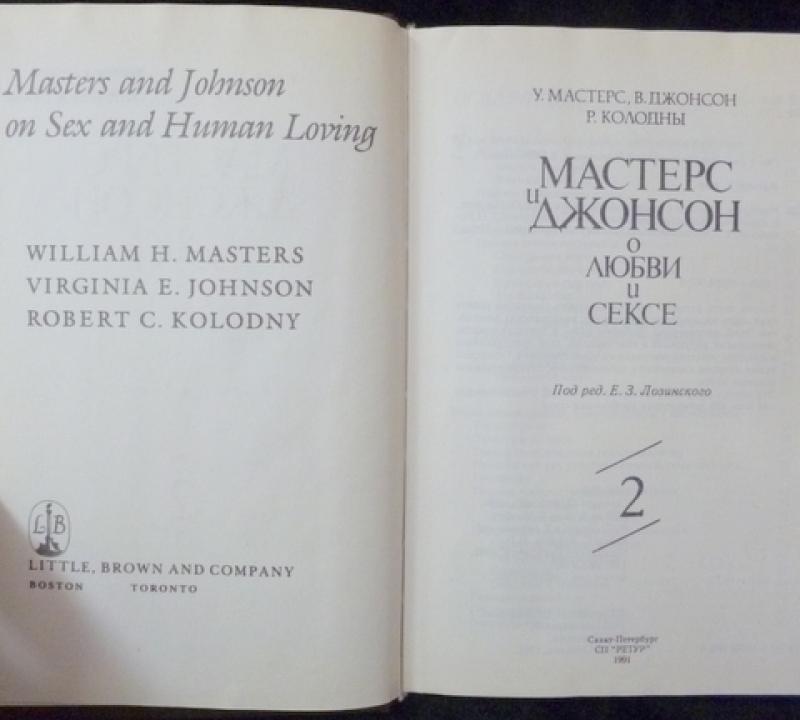 Masters and Johnson
on Sex and Human Loving
WILLIAM H. MASTERS
VIRGINIA E. JOHNSON
ROBERT C. KOLODNY
L B
LITTLE, BROWN AND COMPANY
BOSTON TORONTO
У. МАСТЕРС, В. ДЖОНСОН
Р. КОЛОДНЫ
МАСТЕРС
и ДЖОНСОН
о
ЛЮБВИ
и
СЕКСЕ
Под ред. Е. З. Лозинского
2
Санкт-Петербург
СП "РЕТУР"
1991